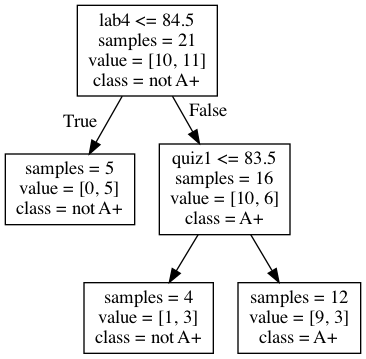 lab4 <= 84.5
samples = 21
value = [10, 11]
class = not A+
True
False
samples = 5
value = [0, 5]
class = not A+
quiz1 <= 83.5
samples = 16
value = [10, 6]
class = A+
samples = 4
value = [1, 3]
class = not A+
samples = 12
value = [9, 3]
class = A+